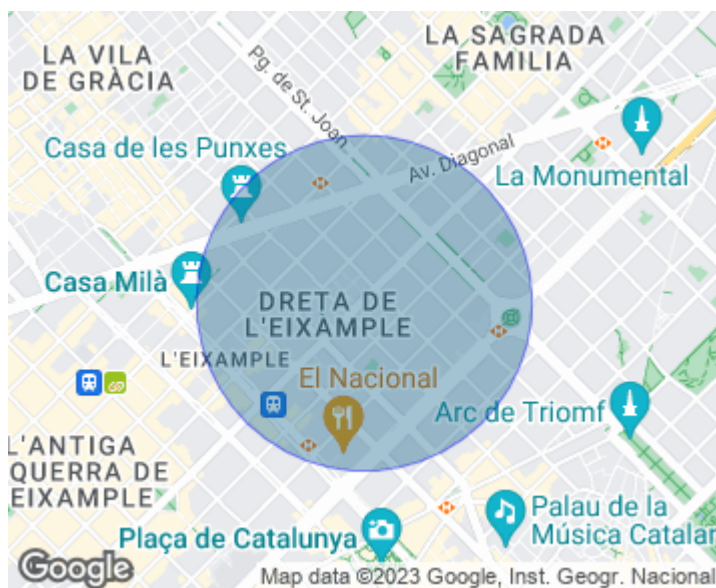 LA VILA
DE GRÀCIA
LA SAGRADA
FAMILIA
Pg. de St. Joan
Casa de les Punxes
Av. Diagonal
La Monumental
Casa Milà
DRETA DE
L'EIXAMPLE
L'EIXAMPLE
El Nacional
Arc de Triomf
L'ANTIGA
QUERRA DE
EIXAMPLE
Plaça de Catalunya
Palau de la
Música Catalar
Google
Map data ©2023 Google, Inst. Geogr. Nacional